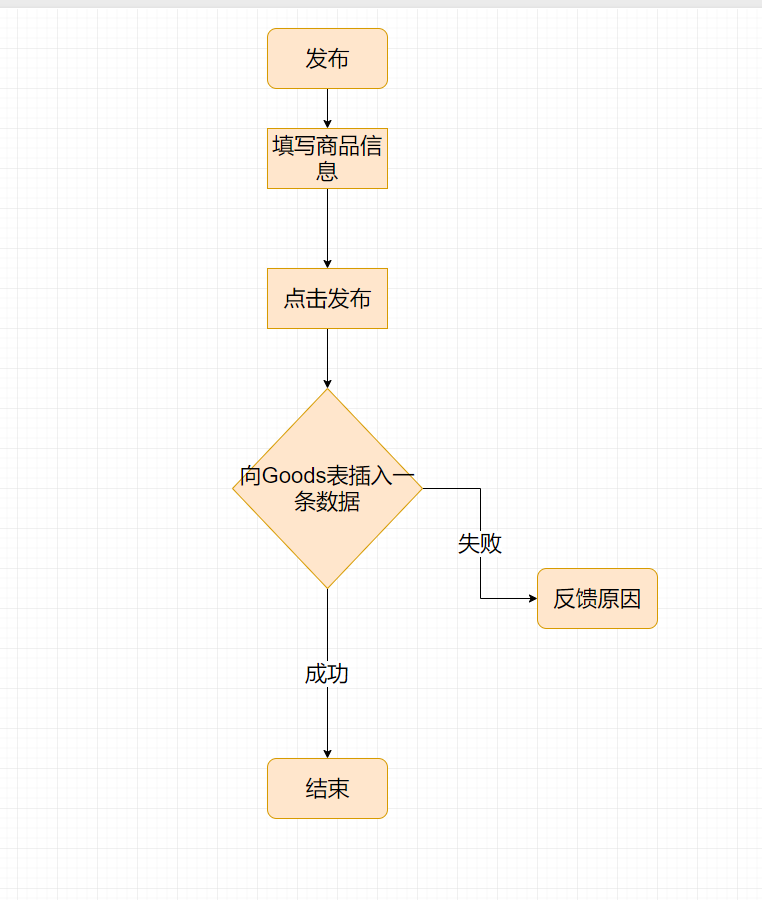 发布
填写商品信
息
点击发布
向Goods表插入一
条数据
失败
反馈原因
成功
结束